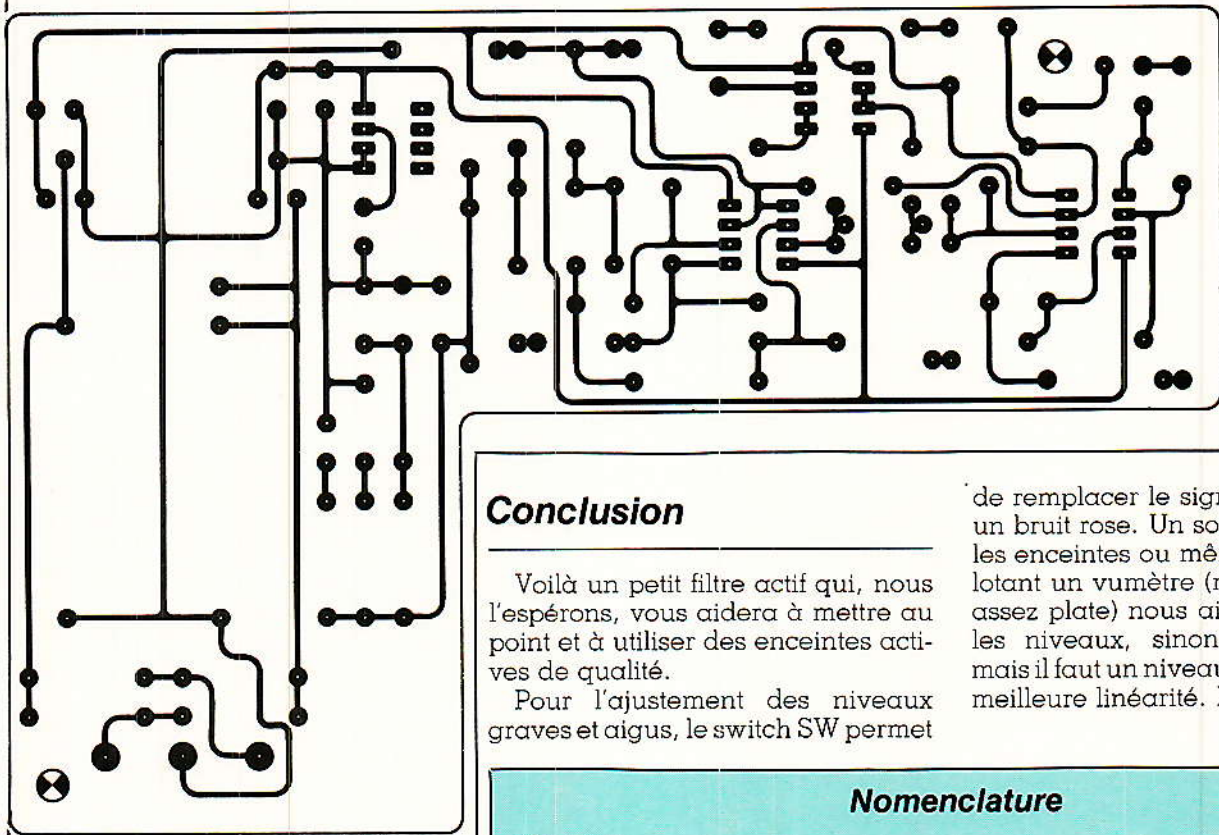 Conclusion
Voilà un petit filtre actif qui, nous
l'espérons, vous aidera à mettre au
point et à utiliser des enceintes acti-
ves de qualité.
Pour l'ajustement des niveaux
graves et aigus, le switch SW permet
de remplacer le sign
un bruit rose. Un so
les enceintes ou mê
lotant un vumètre (r
assez plate) nous ai
les niveaux, sinon
mais il faut un niveau
meilleure linéarité.
Nomenclature